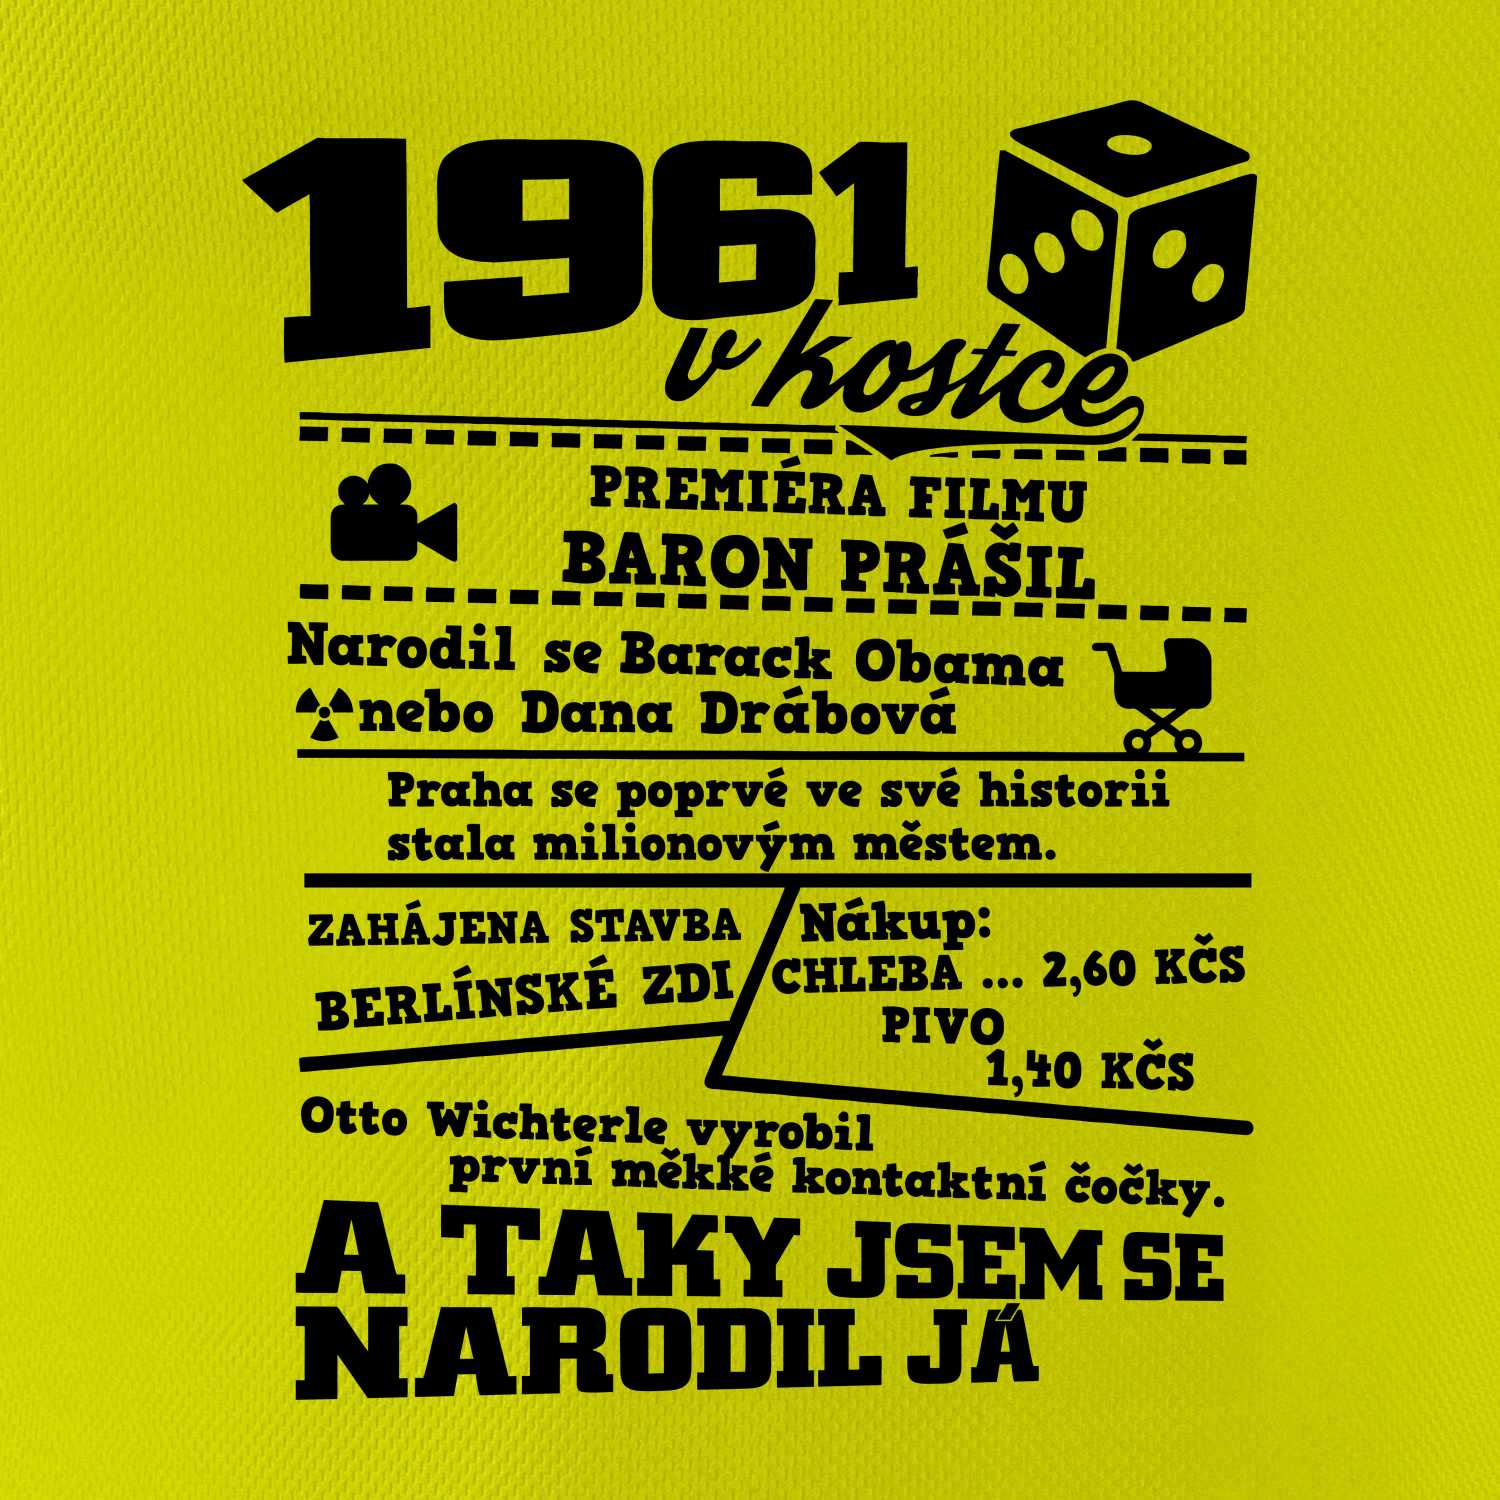 1961
v kostce
PREMIÉRA FILMU
BARON PRÁŠIL
Narodil se Barack Obama
nebo Dana Drábová
Praha se poprvé ve své historii
stala milionovým městem.
ZAHÁJENA STAVBA
BERLÍNSKÉ ZDI
Nákup:
CHLEBA ... 2,60 KČS
PIVO
1,40 KČS
Otto Wichterle vyrobil
první měkké kontaktní čočky.
A TAKY JSEM SE
NARODIL JÁ